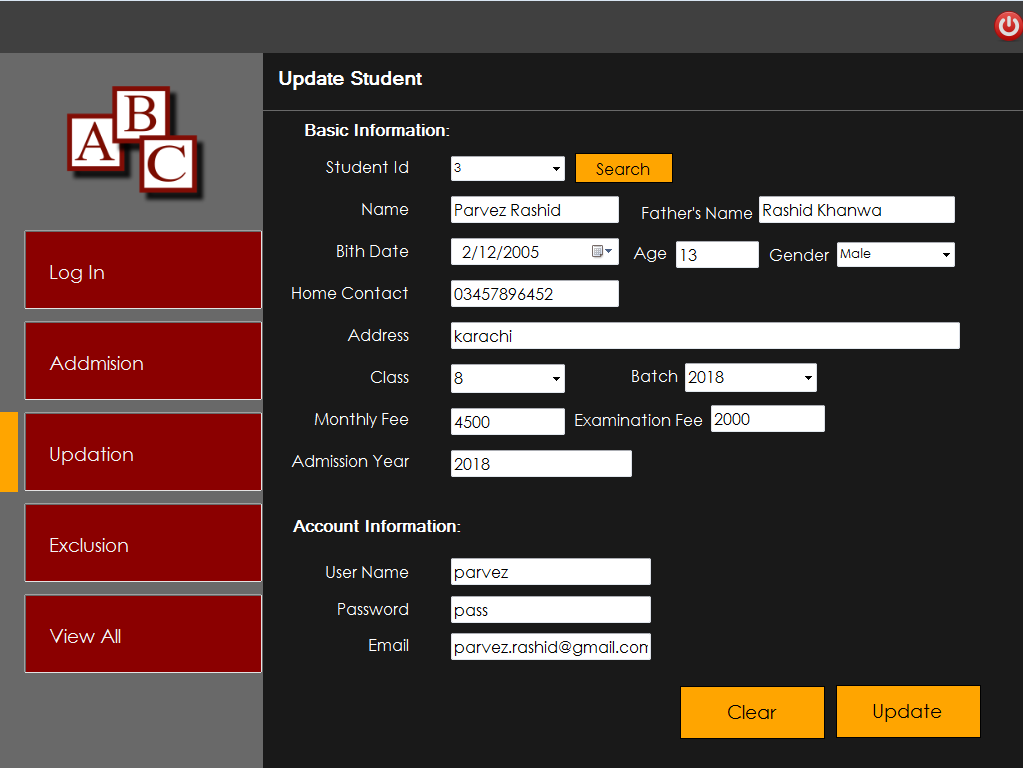 A B C
Update Student
Basic Information:
Student Id 3 Search
Name Parvez Rashid Father's Name Rashid Khanwa
Bith Date 2/12/2005 Age 13 Gender Male
Home Contact 03457896452
Address karachi
Class 8 Batch 2018
Monthly Fee 4500 Examination Fee 2000
Admission Year 2018
Account Information:
User Name parvez
Password pass
Email parvez.rashid@gmail.com
Clear Update
Log In
Addmision
Updation
Exclusion
View All